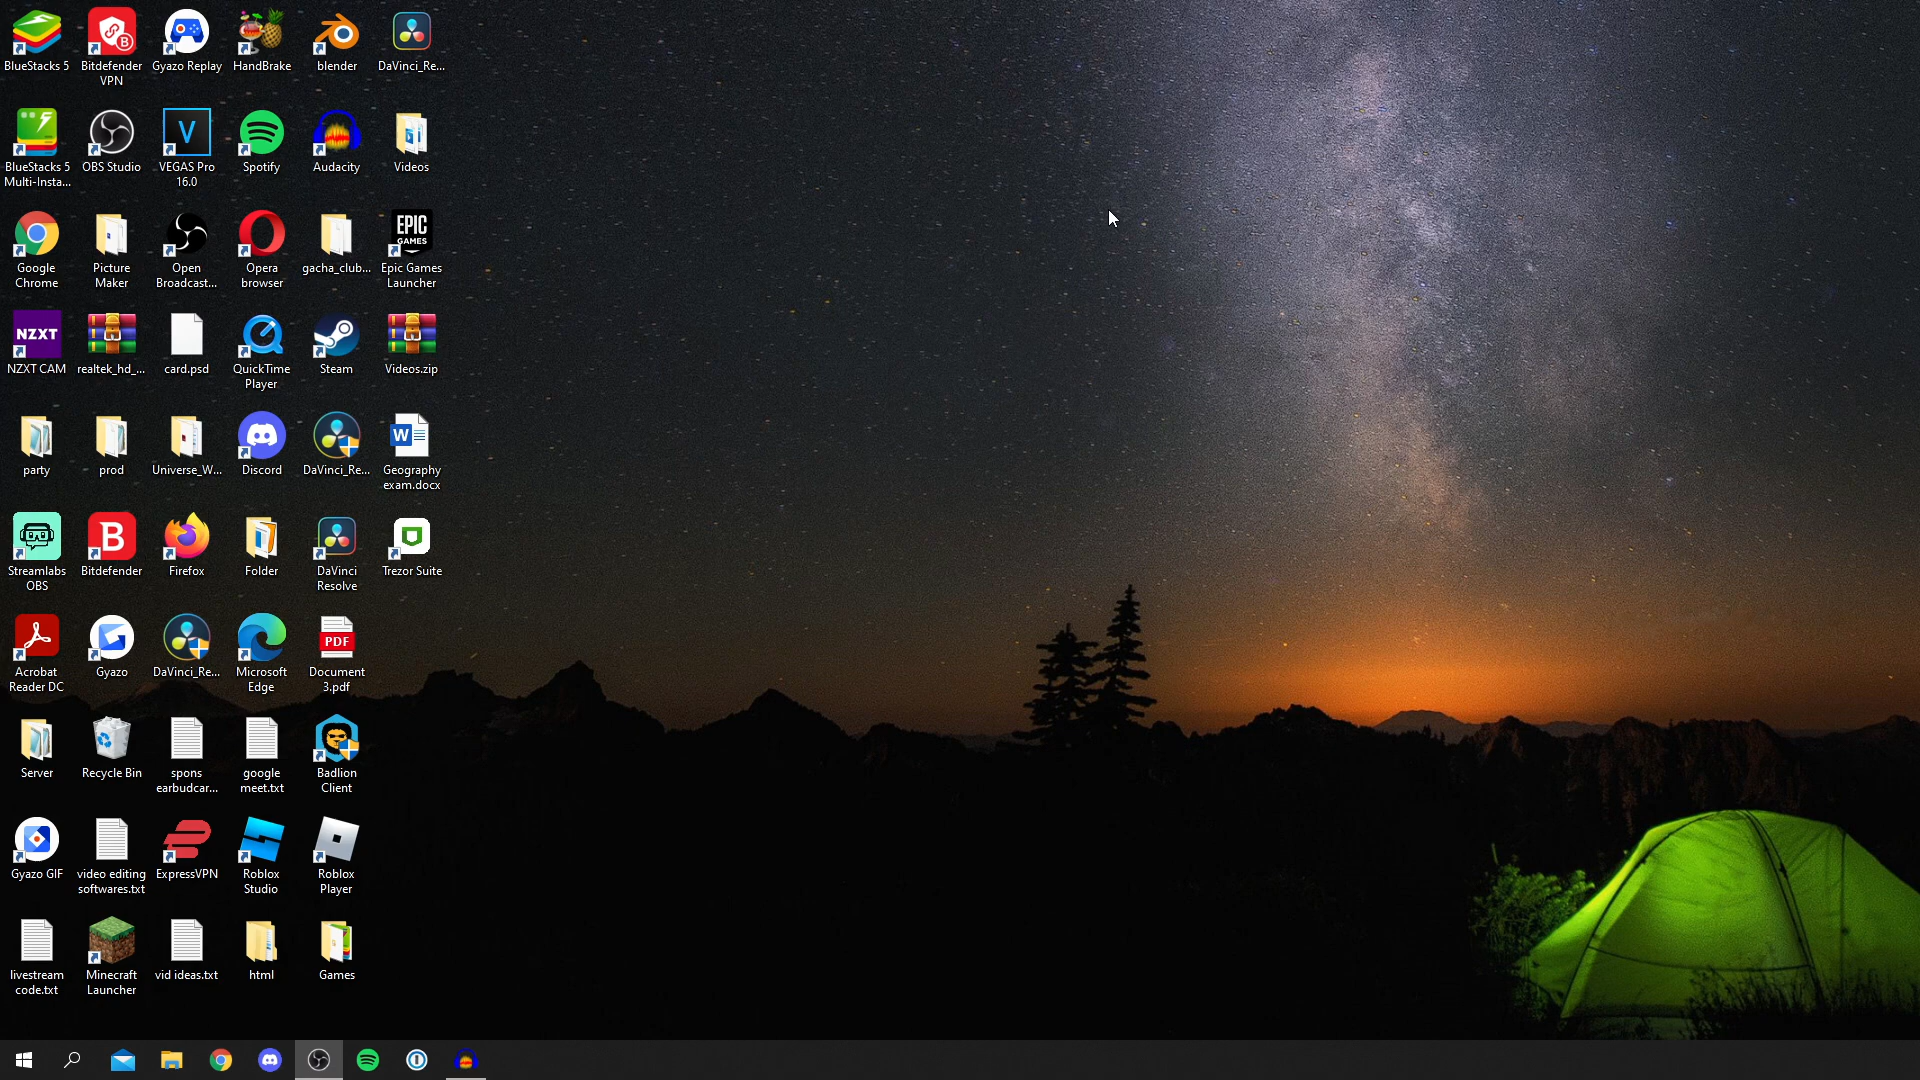 BlueStacks 5
Bitdefender
VPN
Gyazo Replay
HandBrake
blender
DaVinci_Re...
BlueStacks 5
Multi-Insta...
OBS Studio
V
VEGAS Pro
16.0
Spotify
Audacity
Videos
Google
Chrome
Picture
Maker
Open
Broadcast...
Opera
browser
gacha_club...
EPIC
GAMES
Epic Games
Launcher
NZXT
NZXT CAM
realtek_hd_...
card.psd
QuickTime
Player
Steam
Videos.zip
party
prod
Universe_W...
Discord
DaVinci_Re...
W
Geography
exam.docx
Streamlabs
OBS
B
Bitdefender
Firefox
Folder
DaVinci
Resolve
Trezor Suite
Acrobat
Reader DC
Gyazo
DaVinci_Re...
Microsoft
Edge
PDF
Document
3.pdf
Server
Recycle Bin
spons
earbudcar...
google
meet.txt
Badlion
Client
Gyazo GIF
video editing
softwares.txt
ExpressVPN
Roblox
Studio
Roblox
Player
livestream
code.txt
Minecraft
Launcher
vid ideas.txt
html
Games